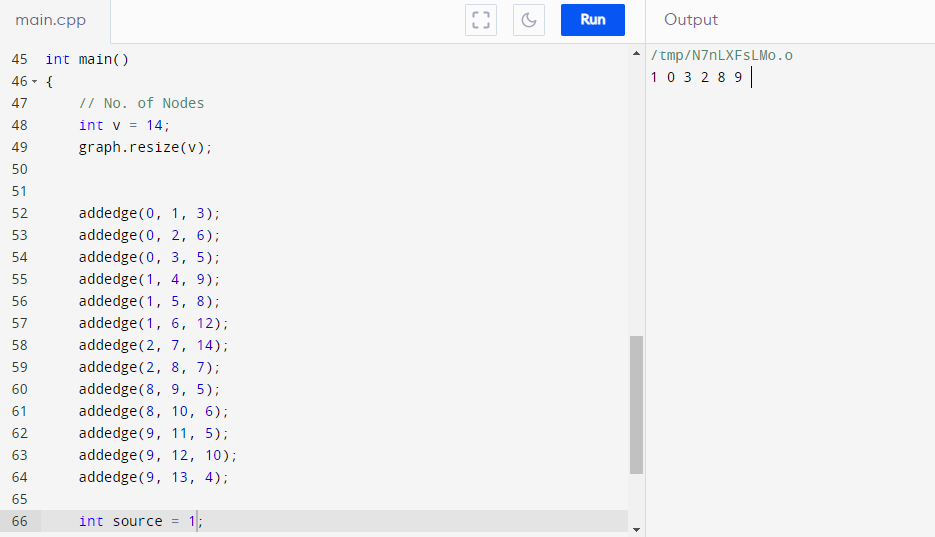 main.cpp
Run
Output
45 int main()
46 {
47 // No. of Nodes
48 int v = 14;
49 graph.resize(v);
50
51
52 addedge(0, 1, 3);
53 addedge(0, 2, 6);
54 addedge(0, 3, 5);
55 addedge(1, 4, 9);
56 addedge(1, 5, 8);
57 addedge(1, 6, 12);
58 addedge(2, 7, 14);
59 addedge(2, 8, 7);
60 addedge(8, 9, 5);
61 addedge(8, 10, 6);
62 addedge(9, 11, 5);
63 addedge(9, 12, 10);
64 addedge(9, 13, 4);
65
66 int source = 1;
/tmp/N7nLXFsLMo.o
1 0 3 2 8 9